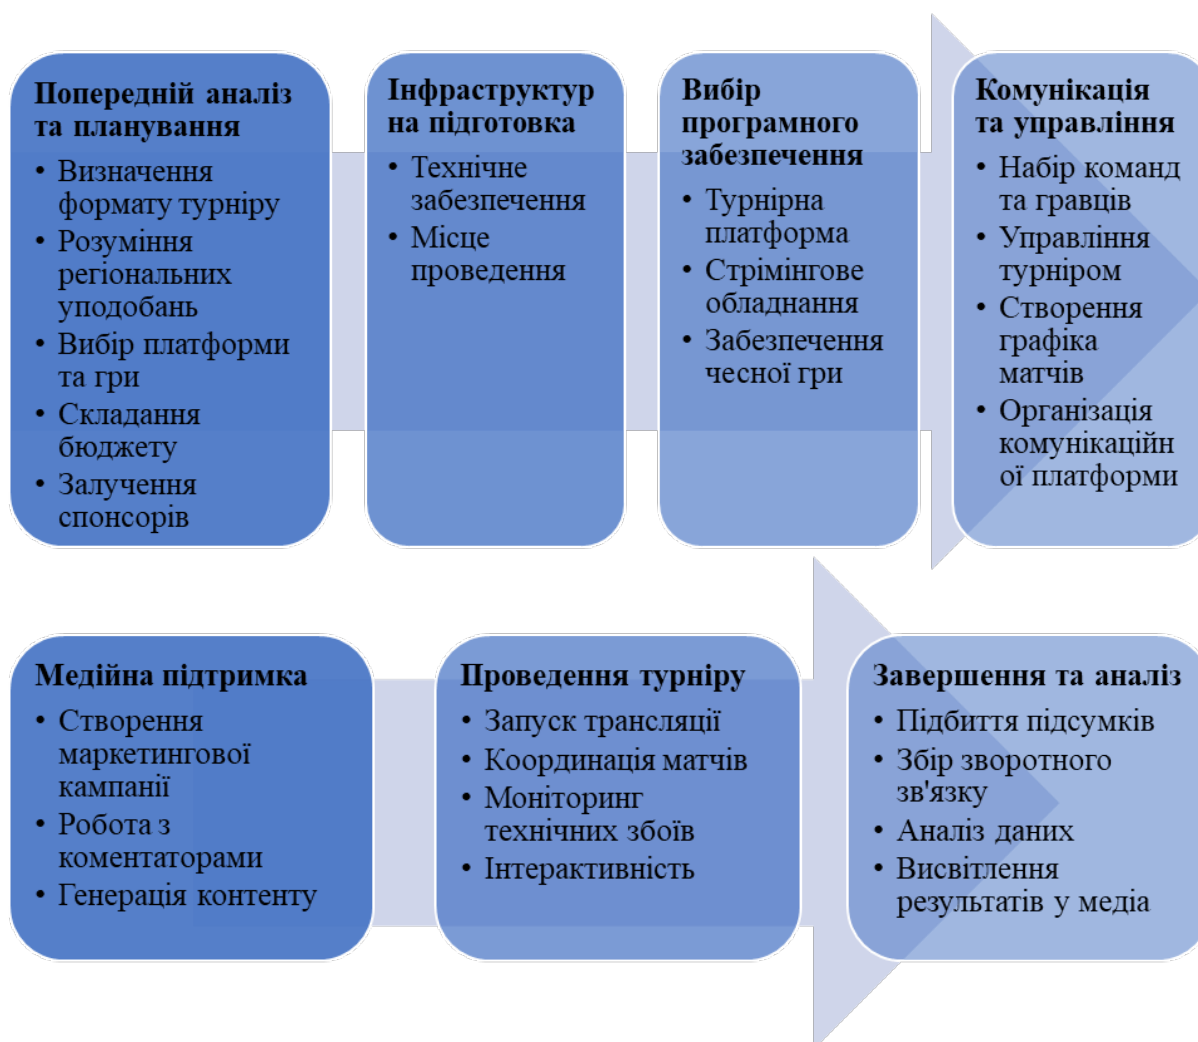 Попередній аналіз
та планування
• Визначення
формату турніру
• Розуміння
регіональних
уподобань
• Вибір платформи
та гри
• Складання
бюджету
• Залучення
спонсорів
Інфраструктур
на підготовка
• Технічне
забезпечення
• Місце
проведення
Вибір
програмного
забезпечення
• Турнірна
платформа
• Стрімінгове
обладнання
• Забезпечення
чесної гри
Комунікація
та управління
• Набір команд
та гравців
• Управління
турніром
• Створення
графіка
матчів
• Організація
комунікаційн
ої платформи
Медійна підтримка
• Створення
маркетингової
кампанії
• Робота з
коментаторами
• Генерація контенту
Проведення турніру
• Запуск трансляції
• Координація матчів
• Моніторинг
технічних збоїв
• Інтерактивність
Завершення та аналіз
• Підбиття підсумків
• Збір зворотного
зв'язку
• Аналіз даних
• Висвітлення
результатів у медіа